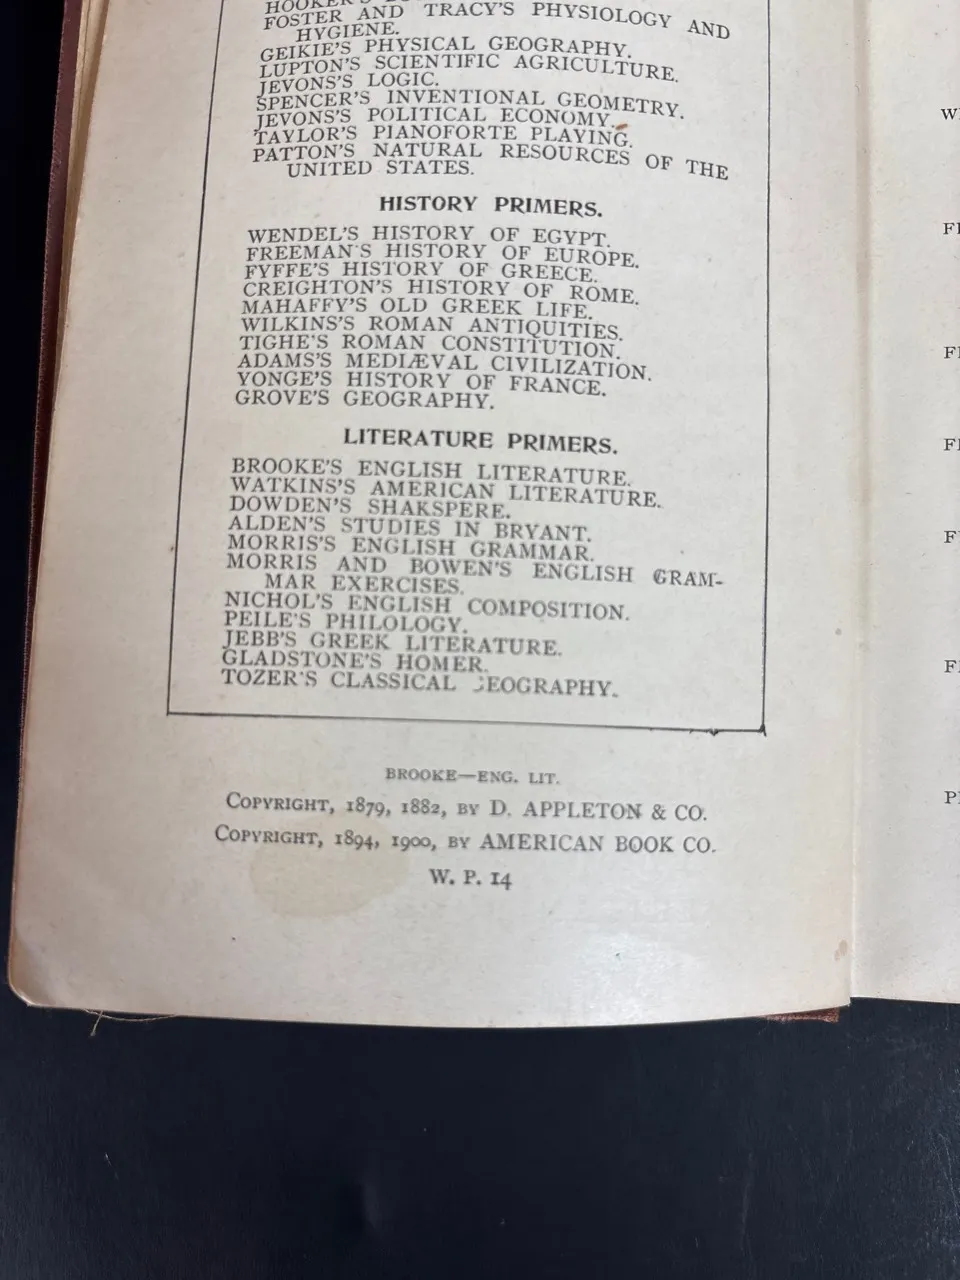 HOOKER'S
FOSTER AND TRACY'S PHYSIOLOGY AND
HYGIENE.
GEIKIE'S PHYSICAL GEOGRAPHY.
LUPTON'S SCIENTIFIC AGRICULTURE.
JEVONS'S LOGIC.
SPENCER'S INVENTIONAL GEOMETRY.
JEVONS'S POLITICAL ECONOMY.
TAYLOR'S PIANOFORTE PLAYING.
PATTON'S NATURAL RESOURCES OF THE
UNITED STATES.
HISTORY PRIMERS.
WENDEL'S HISTORY OF EGYPT.
FREEMAN'S HISTORY OF EUROPE.
FYFFE'S HISTORY OF GREECE.
CREIGHTON'S HISTORY OF ROME.
MAHAFFY'S OLD GREEK LIFE.
WILKINS'S ROMAN ANTIQUITIES.
TIGHE'S ROMAN CONSTITUTION.
ADAMS'S MEDIÆVAL CIVILIZATION.
YONGE'S HISTORY OF FRANCE.
GROVE'S GEOGRAPHY.
LITERATURE PRIMERS.
BROOKE'S ENGLISH LITERATURE.
WATKINS'S AMERICAN LITERATURE.
DOWDEN'S SHAKSPERE.
ALDEN'S STUDIES IN BRYANT.
MORRIS'S ENGLISH GRAMMAR.
MORRIS AND BOWEN'S ENGLISH GRAM-
MAR EXERCISES.
NICHOL'S ENGLISH COMPOSITION.
PEILE'S PHILOLOGY.
JEBB'S GREEK LITERATURE.
GLADSTONE'S HOMER.
TOZER'S CLASSICAL GEOGRAPHY.
BROOKE—ENG. LIT.
COPYRIGHT, 1879, 1882, BY D. APPLETON & CO.
COPYRIGHT, 1894, 1900, BY AMERICAN BOOK CO.
W. P. 14